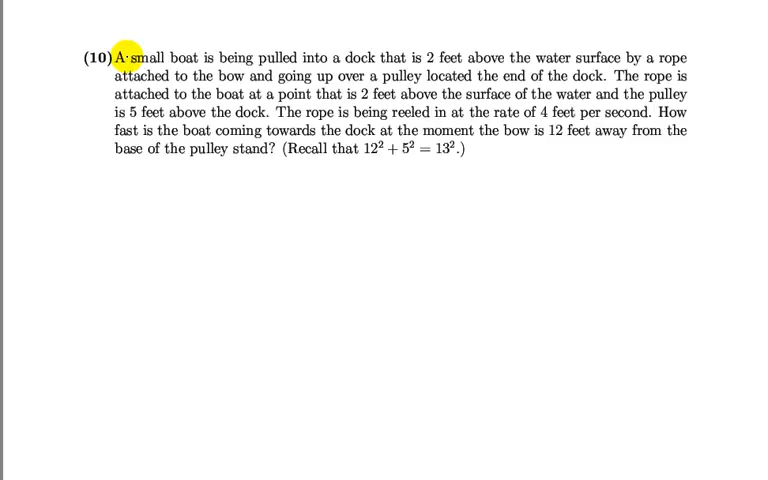 (10) A small boat is being pulled into a dock that is 2 feet above the water surface by a rope
attached to the bow and going up over a pulley located the end of the dock. The rope is
attached to the boat at a point that is 2 feet above the surface of the water and the pulley
is 5 feet above the dock. The rope is being reeled in at the rate of 4 feet per second. How
fast is the boat coming towards the dock at the moment the bow is 12 feet away from the
base of the pulley stand? (Recall that 12² + 5² = 13².)